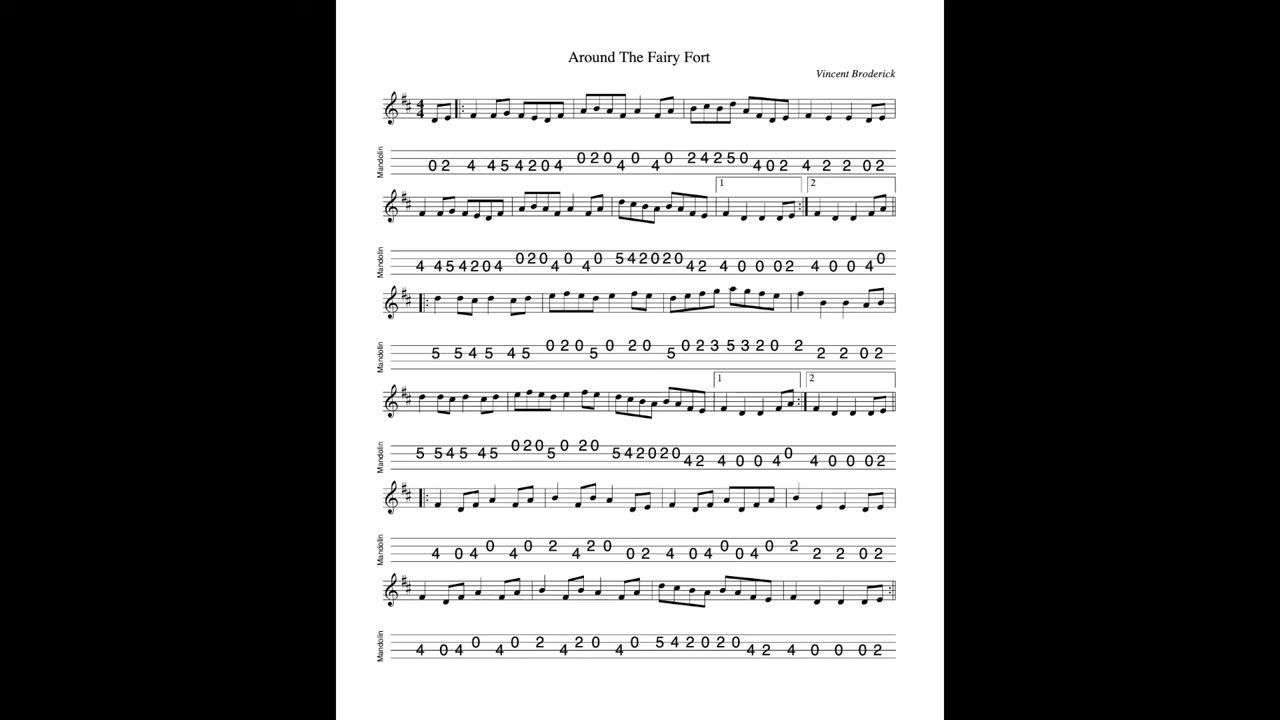 Around The Fairy Fort
Vincent Broderick
4
4
Mandolin 0 2 4 4 5 4 2 0 4 0 2 0 4 0 4 0 2 4 2 5 0 4 0 2 4 2 2 0 2
1 2
Mandolin 4 4 5 4 2 0 4 0 2 0 4 0 4 0 5 4 2 0 2 0 4 2 4 0 0 0 2 4 0 0 4 0
Mandolin 5 5 4 5 4 5 0 2 0 5 0 2 0 5 0 2 3 5 3 2 0 2 2 2 0 2
1 2
Mandolin 5 5 4 5 4 5 0 2 0 5 0 2 0 5 4 2 0 2 0 4 2 4 0 0 4 0 4 0 0 0 2
Mandolin 4 0 4 0 4 0 2 4 2 0 0 2 4 0 4 0 0 4 0 2 2 2 0 2
Mandolin 4 0 4 0 4 0 2 4 2 0 4 0 5 4 2 0 2 0 4 2 4 0 0 0 2